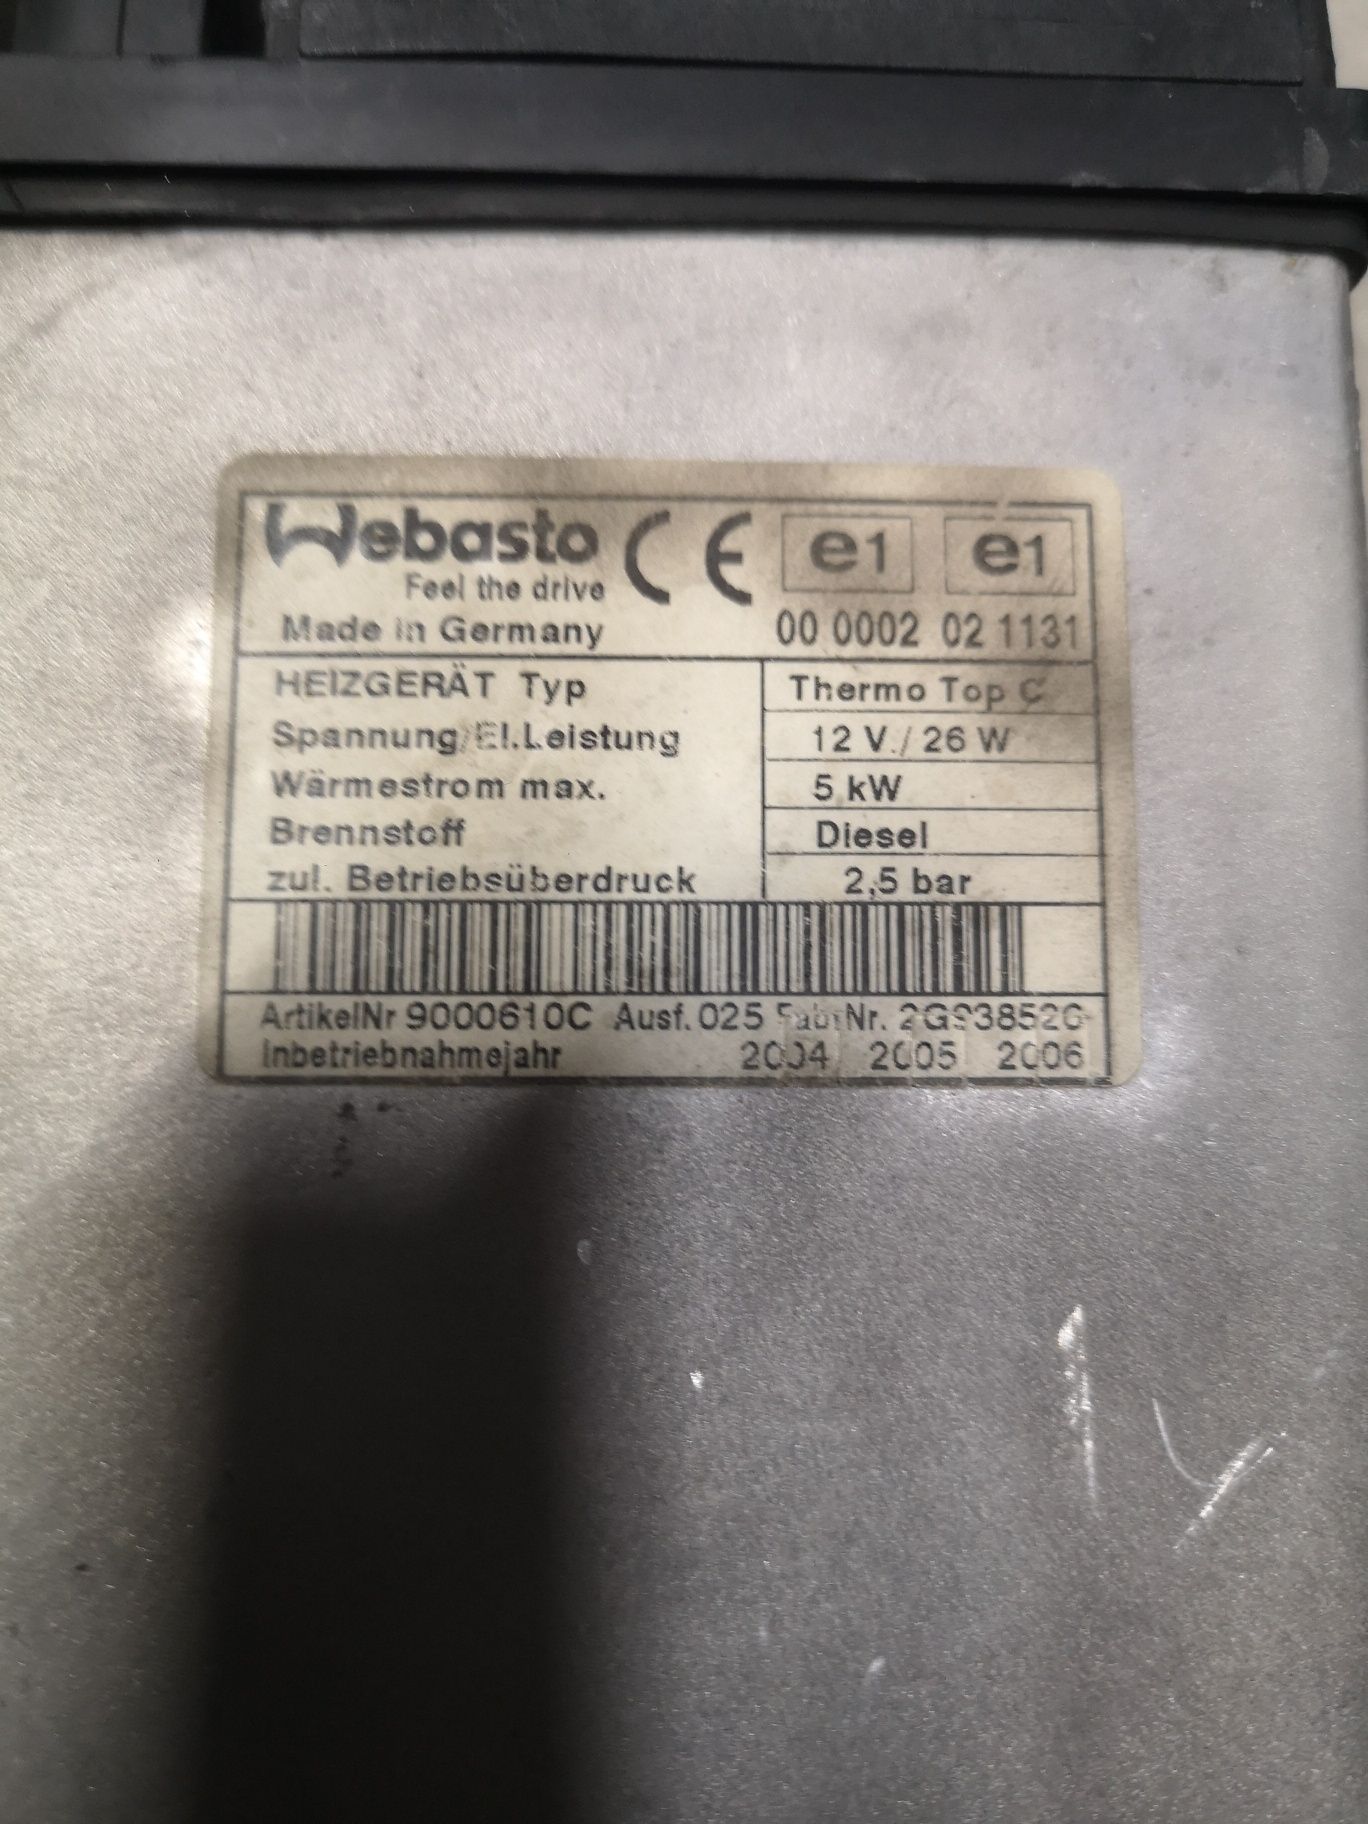 Webasto CE e1 e1
Feel the drive
Made in Germany 00 0002 02 1131
HEIZGERÄT Typ Thermo Top C
Spannung/El.Leistung 12 V./ 26 W
Wärmestrom max. 5 kW
Brennstoff Diesel
zul. Betriebsüberdruck 2,5 bar
ArtikelNr 9000610C Ausf. 025 Fabr Nr.
Inbetriebnahmejahr 2004 2005 2006